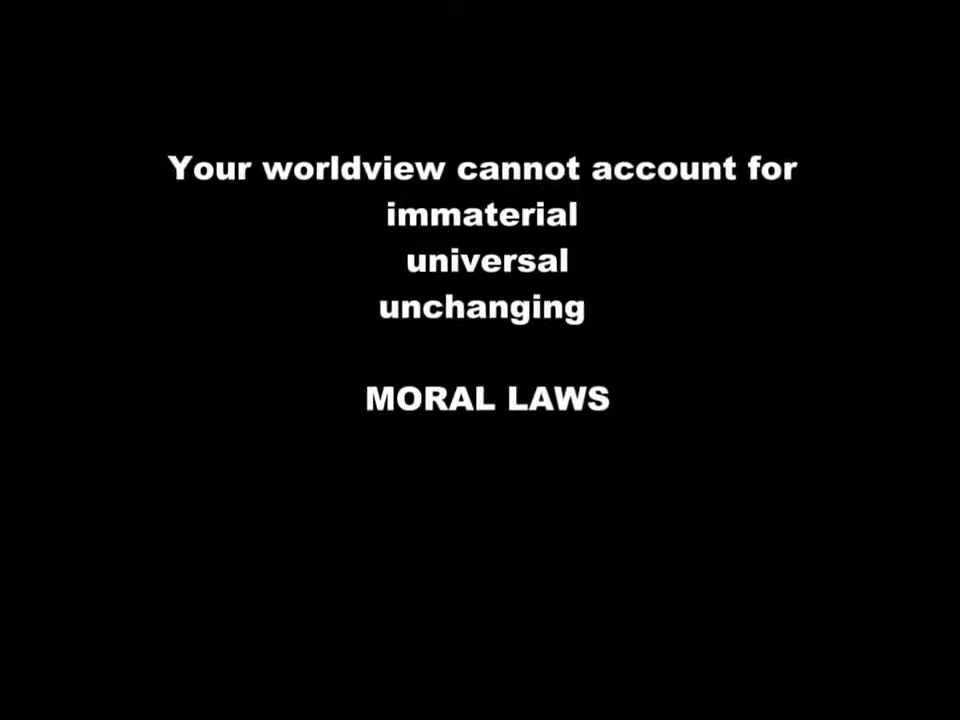 Your worldview cannot account for
immaterial
universal
unchanging
MORAL LAWS